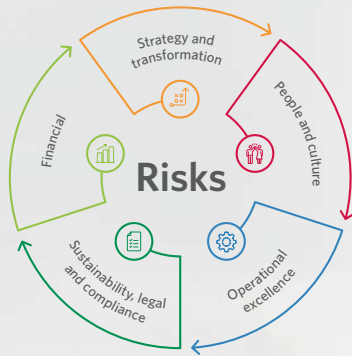 Strategy and
transformation
People and culture
Operational
excellence
Sustainability, legal
and compliance
Financial
Risks